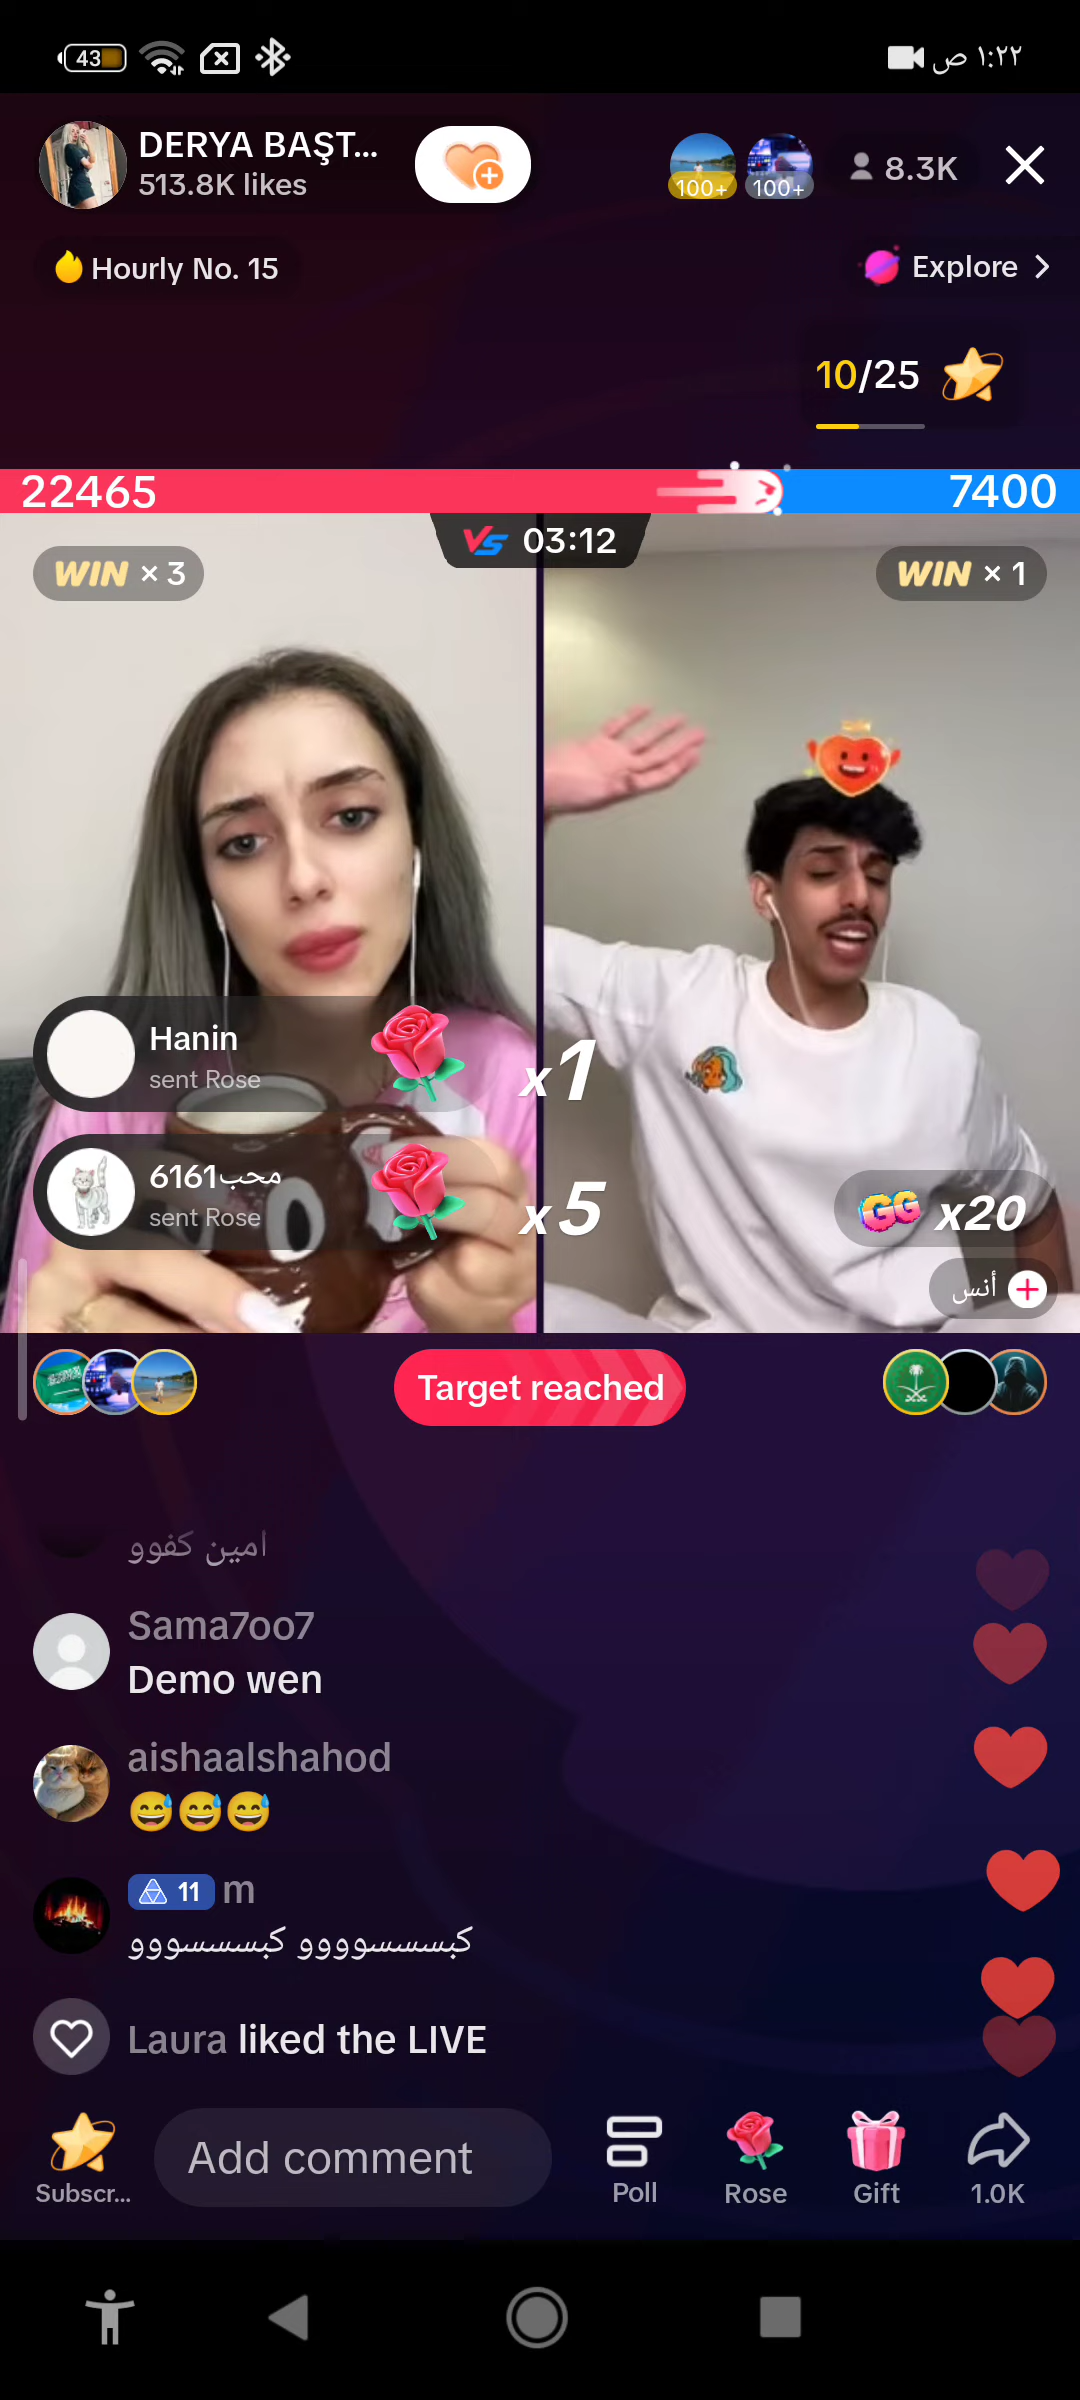 43
١:٢٢ ص
DERYA BAŞT...
513.8K likes
100+
100+
8.3K
Hourly No. 15
Explore
10/25
22465
7400
VS 03:12
WIN × 3
WIN × 1
Hanin
sent Rose
x1
محب6161
sent Rose
x5
GG x20
أنس
Target reached
امين كفوو
Sama7oo7
Demo wen
aishaalshahod
😅😅😅
11 m
كبسسسوووو كبسسسووو
Laura liked the LIVE
Subscr...
Add comment
Poll
Rose
Gift
1.0K